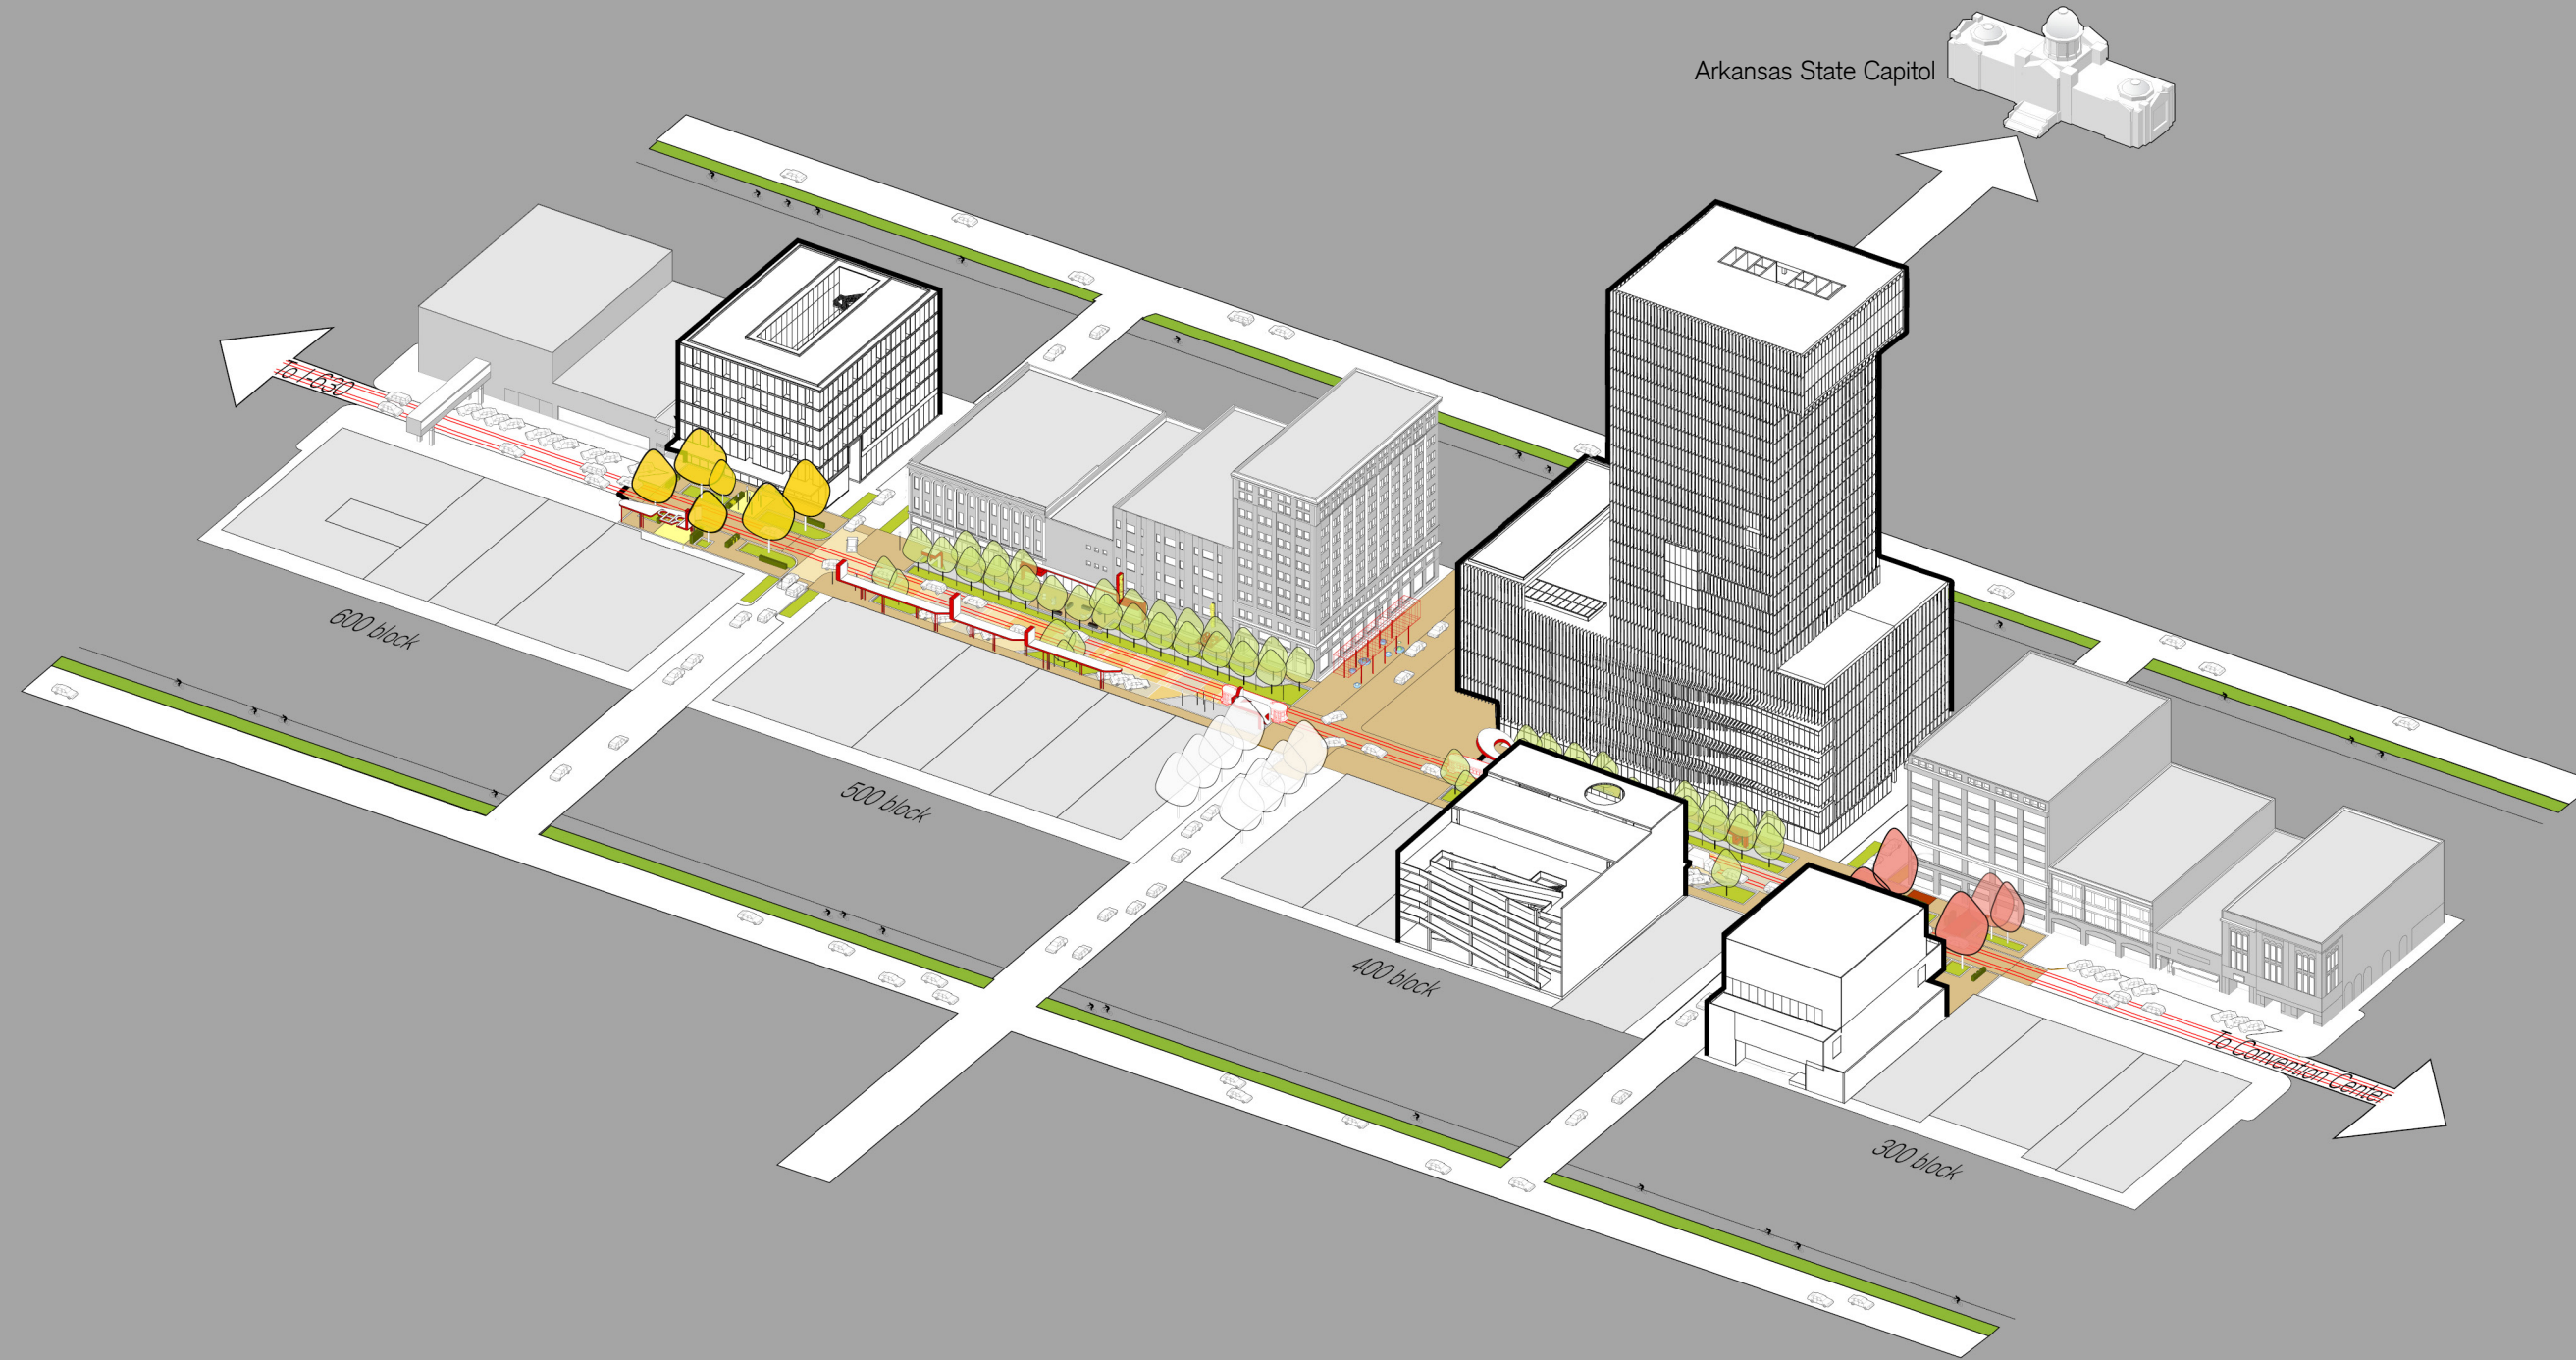 Arkansas State Capitol
To I-630
600 block
500 block
400 block
300 block
To Convention Center